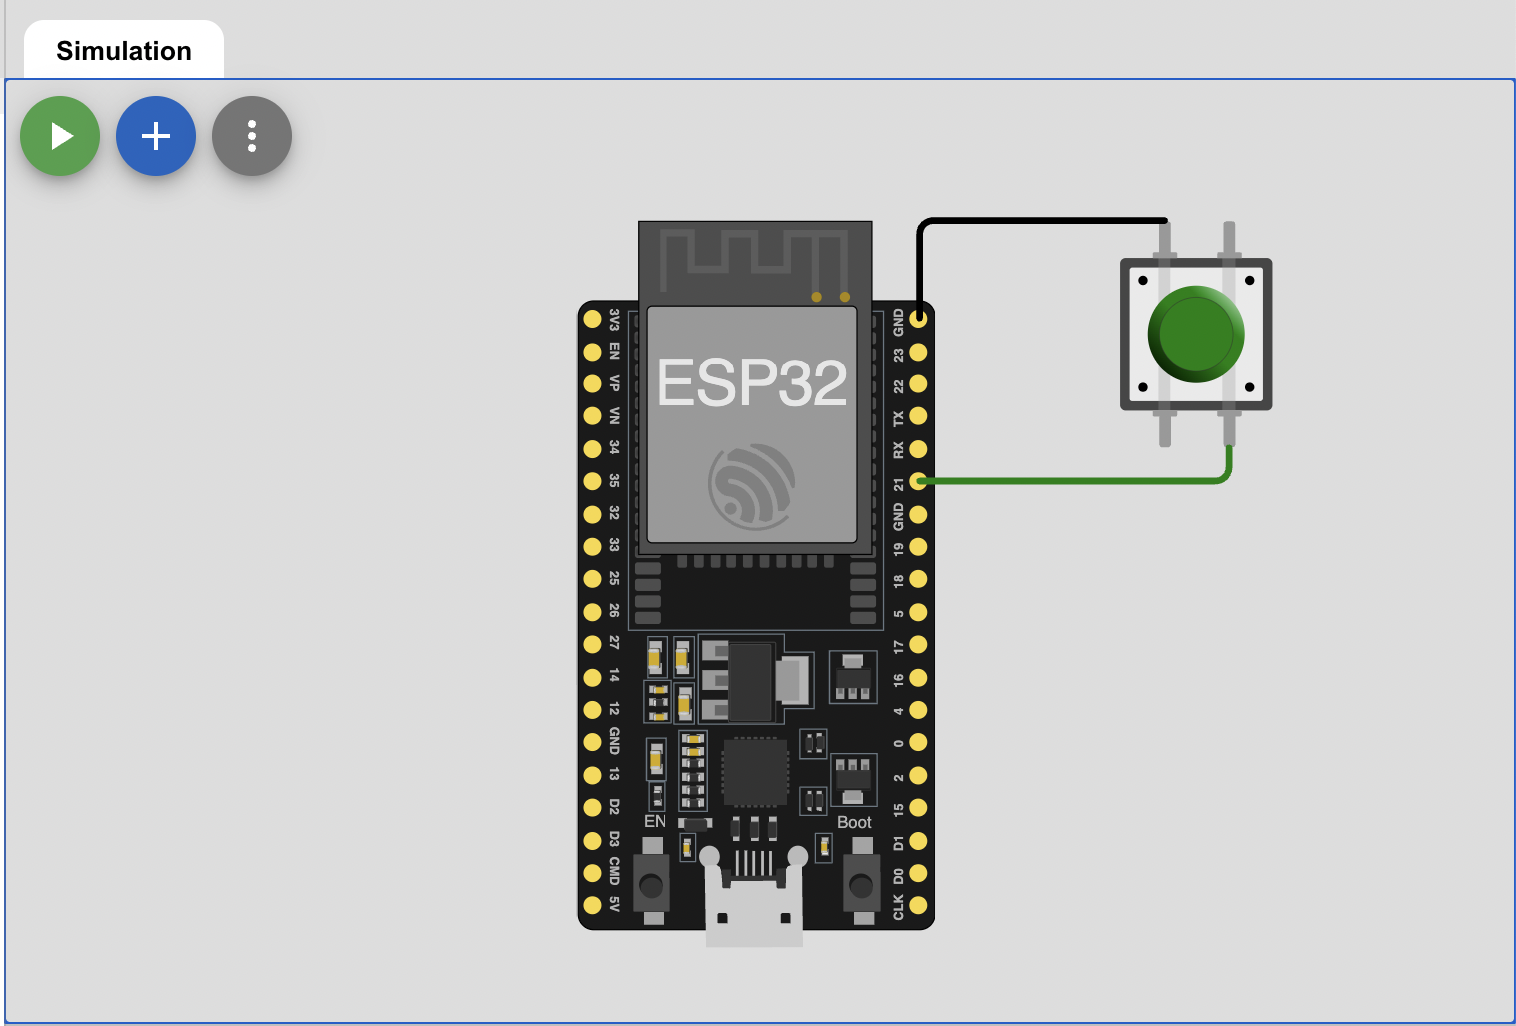 Simulation
ESP32
3V3
EN
VP
VN
34
35
32
33
25
26
27
14
12
GND
13
D2
D3
CMD
5V
GND
23
22
TX
RX
21
GND
19
18
5
17
16
4
0
2
15
D1
D0
CLK
EN
Boot